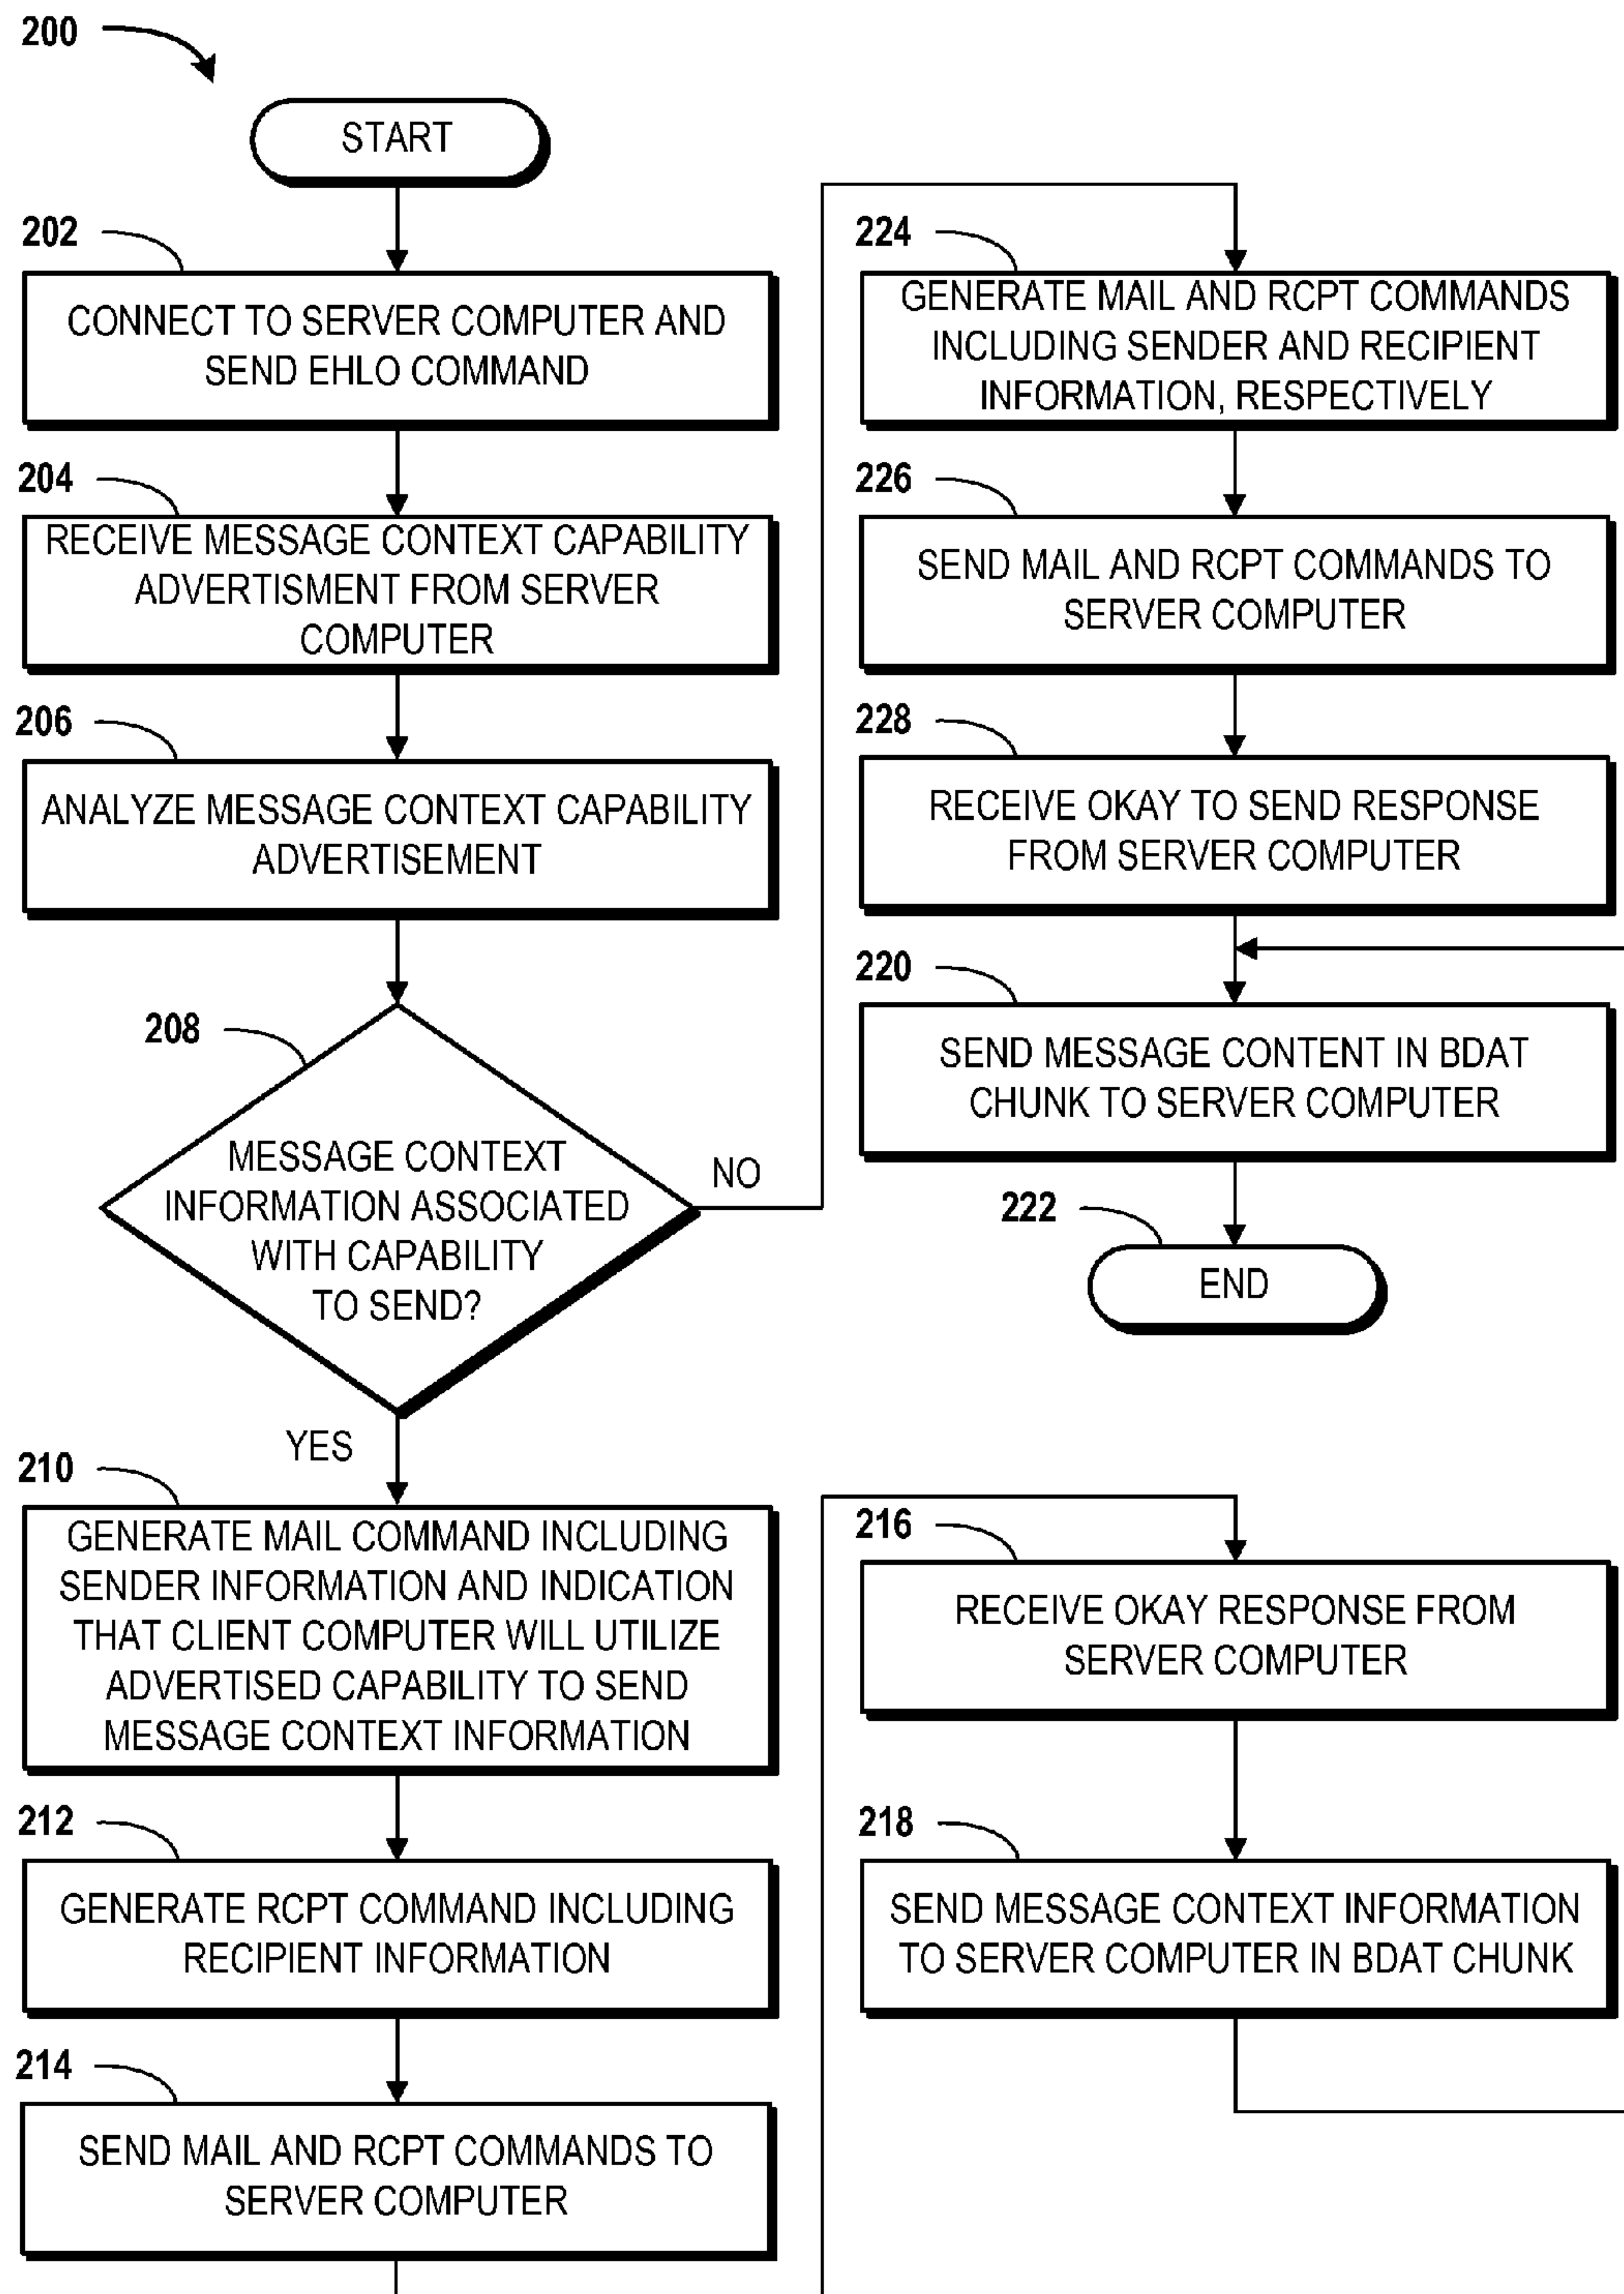 200
START
202
CONNECT TO SERVER COMPUTER AND
SEND EHLO COMMAND
204
RECEIVE MESSAGE CONTEXT CAPABILITY
ADVERTISMENT FROM SERVER
COMPUTER
206
ANALYZE MESSAGE CONTEXT CAPABILITY
ADVERTISEMENT
208
MESSAGE CONTEXT
INFORMATION ASSOCIATED
WITH CAPABILITY
TO SEND?
NO
YES
210
GENERATE MAIL COMMAND INCLUDING
SENDER INFORMATION AND INDICATION
THAT CLIENT COMPUTER WILL UTILIZE
ADVERTISED CAPABILITY TO SEND
MESSAGE CONTEXT INFORMATION
212
GENERATE RCPT COMMAND INCLUDING
RECIPIENT INFORMATION
214
SEND MAIL AND RCPT COMMANDS TO
SERVER COMPUTER
224
GENERATE MAIL AND RCPT COMMANDS
INCLUDING SENDER AND RECIPIENT
INFORMATION, RESPECTIVELY
226
SEND MAIL AND RCPT COMMANDS TO
SERVER COMPUTER
228
RECEIVE OKAY TO SEND RESPONSE
FROM SERVER COMPUTER
220
SEND MESSAGE CONTENT IN BDAT
CHUNK TO SERVER COMPUTER
222
END
216
RECEIVE OKAY RESPONSE FROM
SERVER COMPUTER
218
SEND MESSAGE CONTEXT INFORMATION
TO SERVER COMPUTER IN BDAT CHUNK